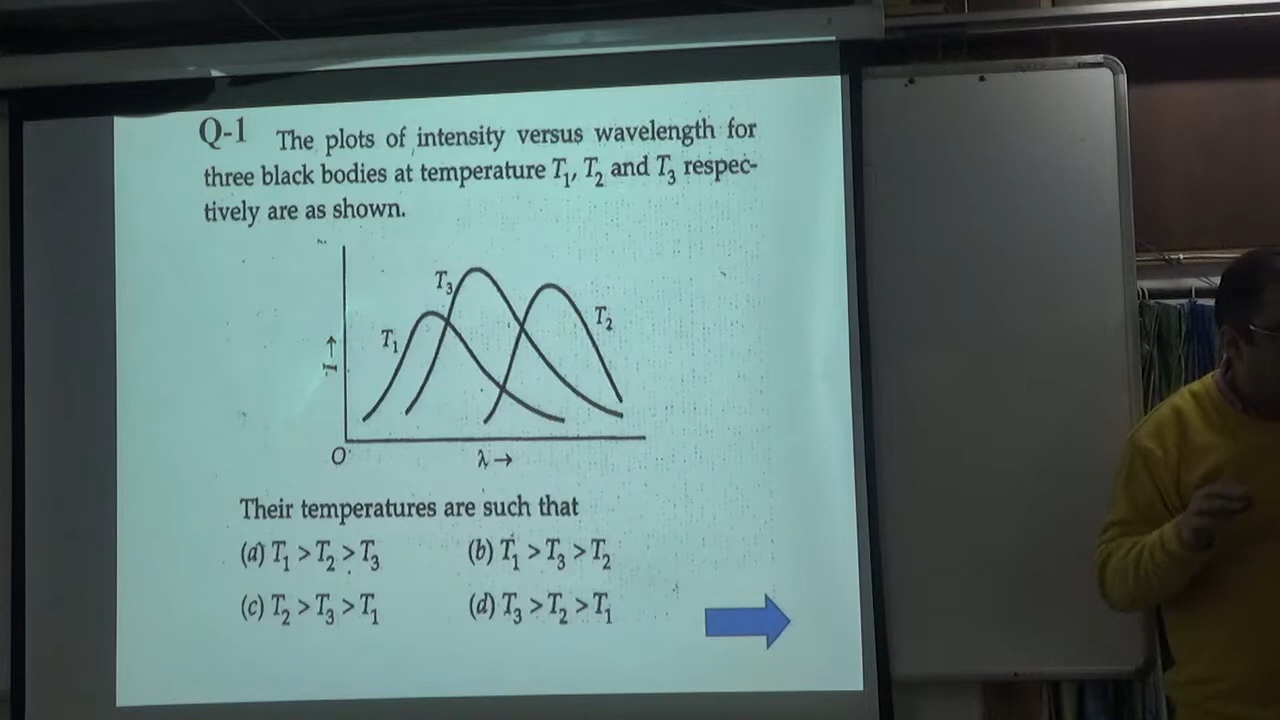 Q-1 The plots of intensity versus wavelength for
three black bodies at temperature T₁, T₂ and T₃ respec-
tively are as shown.
T₃
T₂
T₁
I →
O
λ →
Their temperatures are such that
(a) T₁ > T₂ > T₃ (b) T₁ > T₃ > T₂
(c) T₂ > T₃ > T₁ (d) T₃ > T₂ > T₁